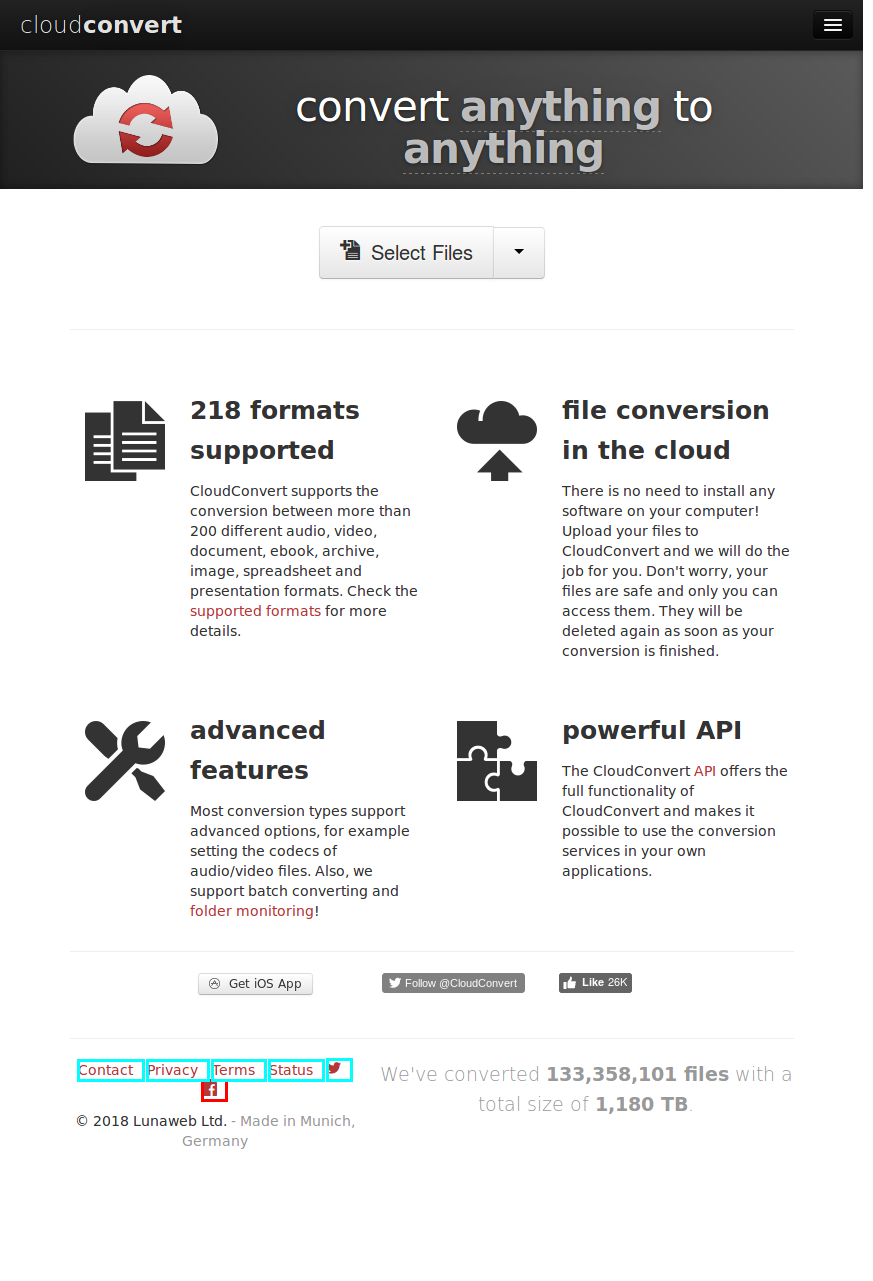 cloudconvert
convert anything to
anything
Select Files
218 formats
supported
CloudConvert supports the
conversion between more than
200 different audio, video,
document, ebook, archive,
image, spreadsheet and
presentation formats. Check the
supported formats for more
details.
file conversion
in the cloud
There is no need to install any
software on your computer!
Upload your files to
CloudConvert and we will do the
job for you. Don't worry, your
files are safe and only you can
access them. They will be
deleted again as soon as your
conversion is finished.
advanced
features
Most conversion types support
advanced options, for example
setting the codecs of
audio/video files. Also, we
support batch converting and
folder monitoring!
powerful API
The CloudConvert API offers the
full functionality of
CloudConvert and makes it
possible to use the conversion
services in your own
applications.
Get iOS App
Follow @CloudConvert
Like 26K
Contact Privacy Terms Status
© 2018 Lunaweb Ltd. - Made in Munich,
Germany
We've converted 133,358,101 files with a
total size of 1,180 TB.